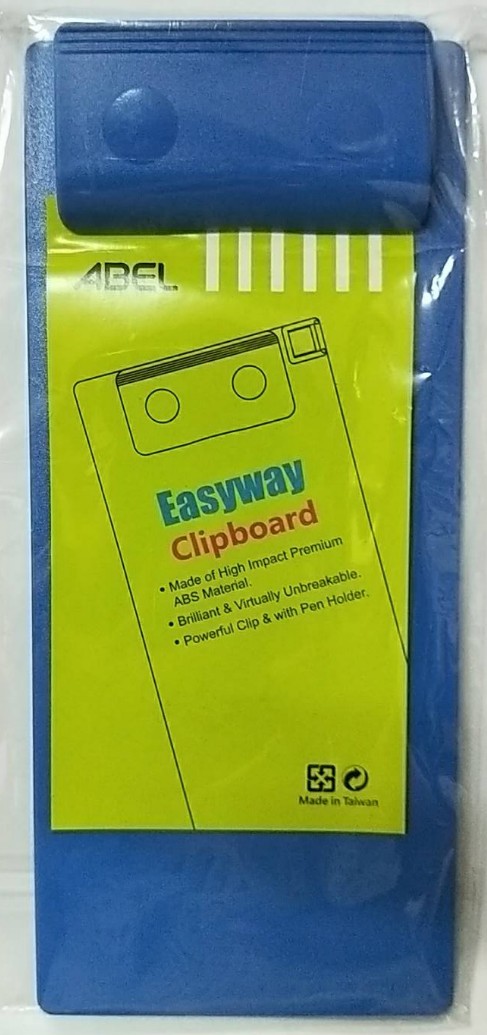 ABEL
Easyway
Clipboard
• Made of High Impact Premium
ABS Material.
• Brilliant & Virtually Unbreakable.
• Powerful Clip & with Pen Holder.
Made in Taiwan